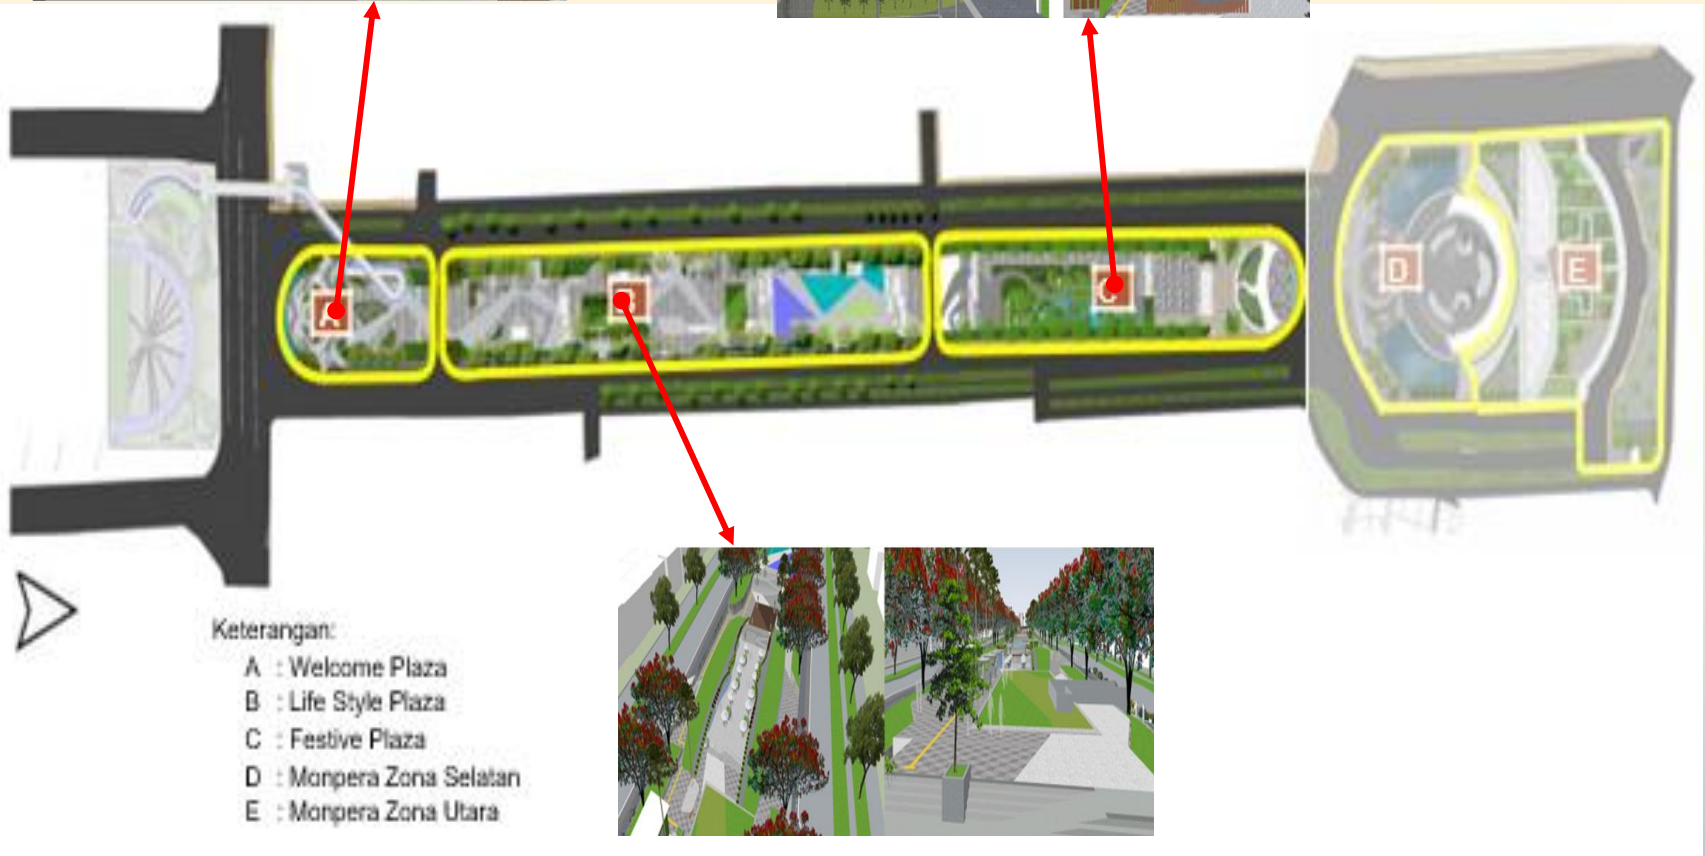 A
B
C
D
E
Keterangan:
A : Welcome Plaza
B : Life Style Plaza
C : Festive Plaza
D : Monpera Zona Selatan
E : Monpera Zona Utara